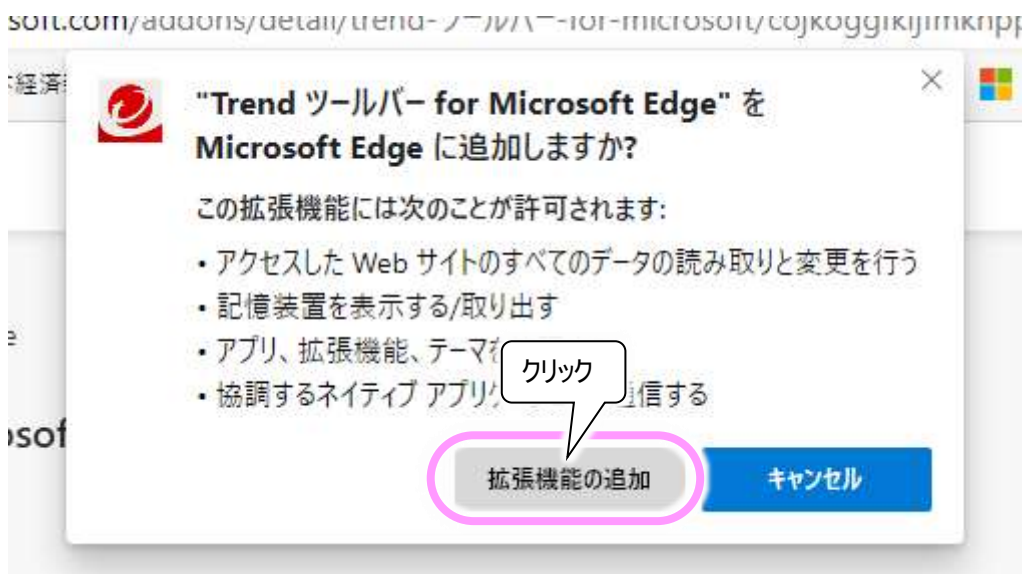 soft.com/addons/detail/trend-ツールバー-for-microsoft/
経済
"Trend ツールバー for Microsoft Edge" を
Microsoft Edge に追加しますか?
この拡張機能には次のことが許可されます:
• アクセスした Web サイトのすべてのデータの読み取りと変更を行う
• 記憶装置を表示する/取り出す
• アプリ、拡張機能、テーマ
クリック
• 協調するネイティブ アプリ 通信する
osof
拡張機能の追加
キャンセル